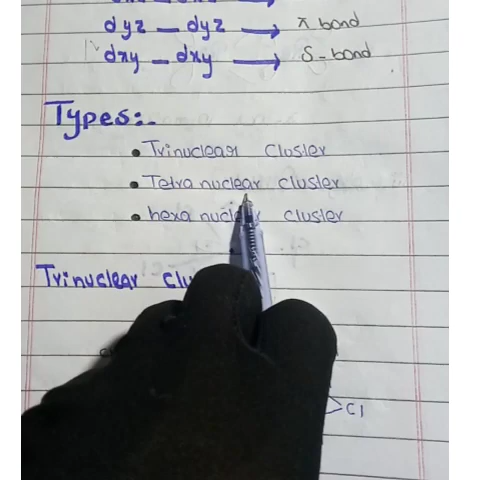 dyz — dyz → π bond
dxy — dxy → S-bond
Types:-
• Trinuclear Cluster
• Tetra nuclear cluster
• hexa nuclear cluster
Trinuclear
Cl